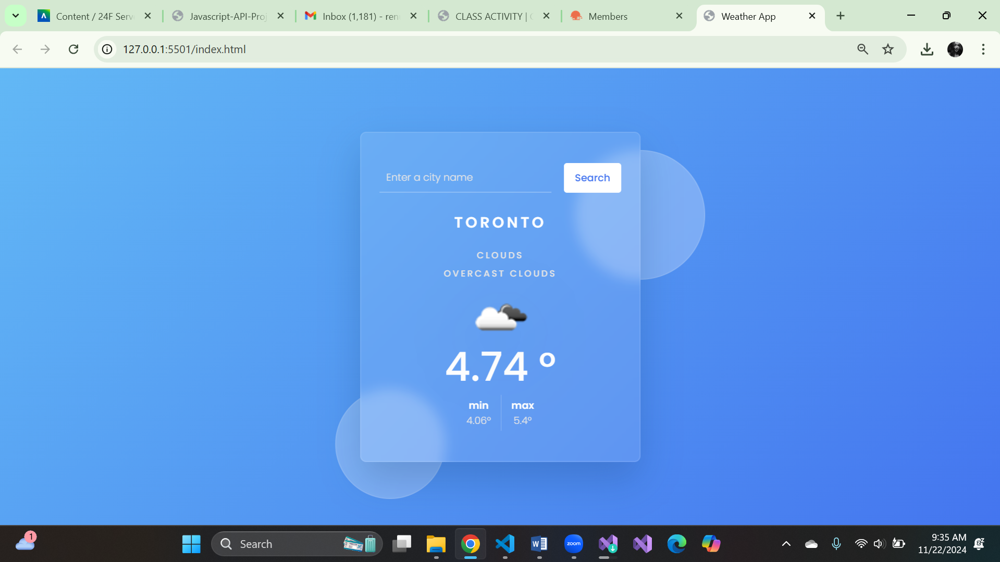 Content / 24F Serv
Javascript-API-Proj
Inbox (1,181) - ren
CLASS ACTIVITY |
Members
Weather App
127.0.0.1:5501/index.html
Enter a city name
Search
TORONTO
CLOUDS
OVERCAST CLOUDS
4.74 °
min
max
4.06°
5.4°
1
Search
zoom
9:35 AM
11/22/2024